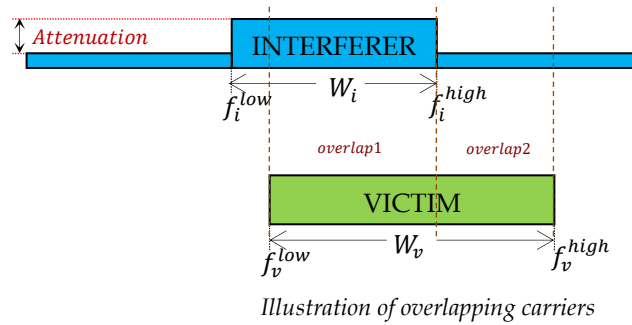 Attenuation
INTERFERER
W_i
f_i^{low}
f_i^{high}
overlap1
overlap2
VICTIM
W_v
f_v^{low}
f_v^{high}
Illustration of overlapping carriers